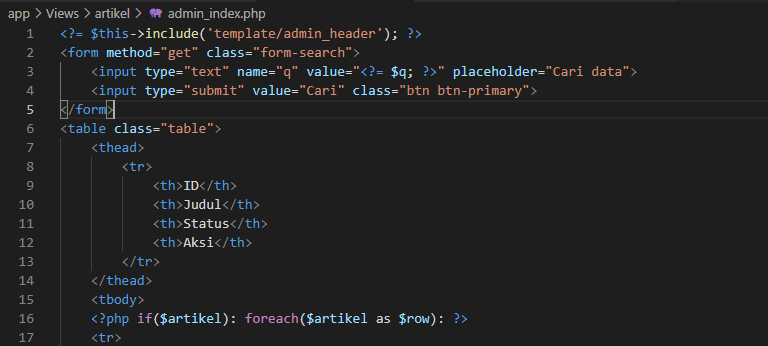 app > Views > artikel > admin_index.php
1 <?= $this->include('template/admin_header'); ?>
2 <form method="get" class="form-search">
3     <input type="text" name="q" value="<?= $q; ?>" placeholder="Cari data">
4     <input type="submit" value="Cari" class="btn btn-primary">
5 </form>
6 <table class="table">
7     <thead>
8         <tr>
9             <th>ID</th>
10             <th>Judul</th>
11             <th>Status</th>
12             <th>Aksi</th>
13         </tr>
14     </thead>
15     <tbody>
16     <?php if($artikel): foreach($artikel as $row): ?>
17     <tr>